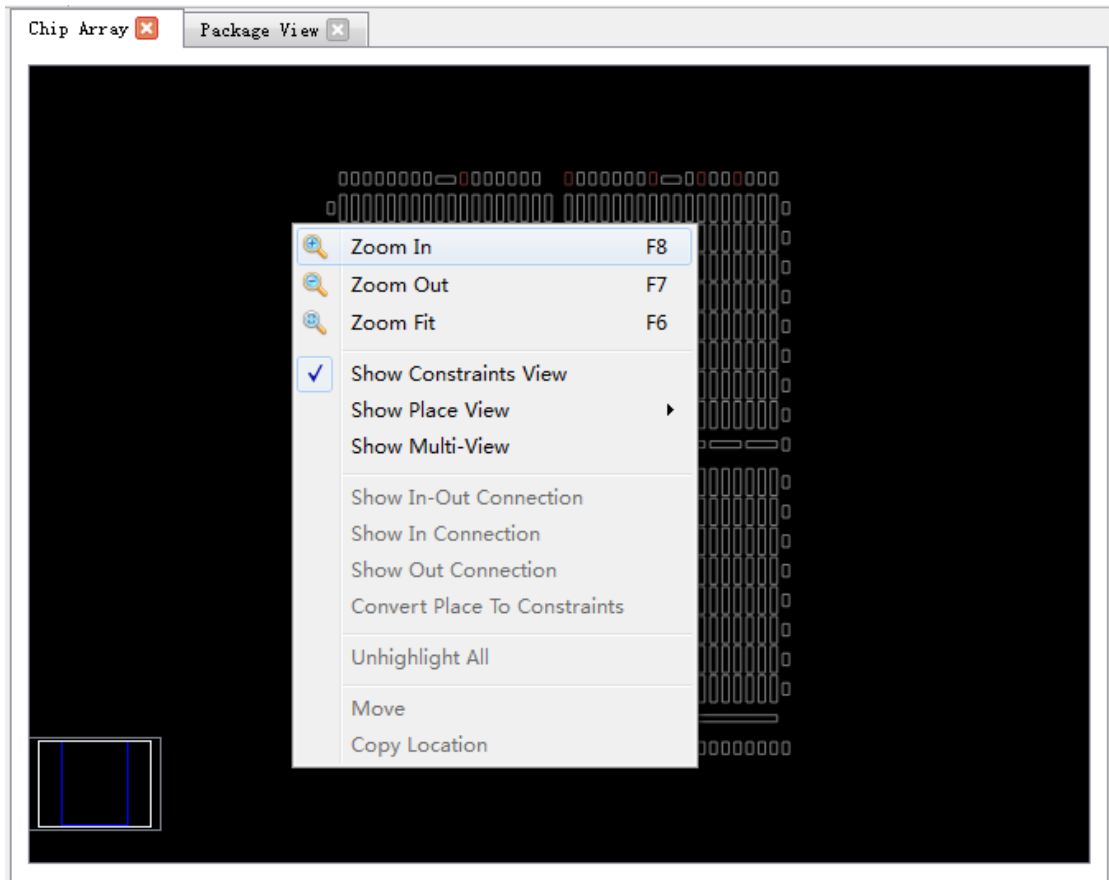 Chip Array Package View
Zoom In F8
Zoom Out F7
Zoom Fit F6
Show Constraints View
Show Place View
Show Multi-View
Show In-Out Connection
Show In Connection
Show Out Connection
Convert Place To Constraints
Unhighlight All
Move
Copy Location